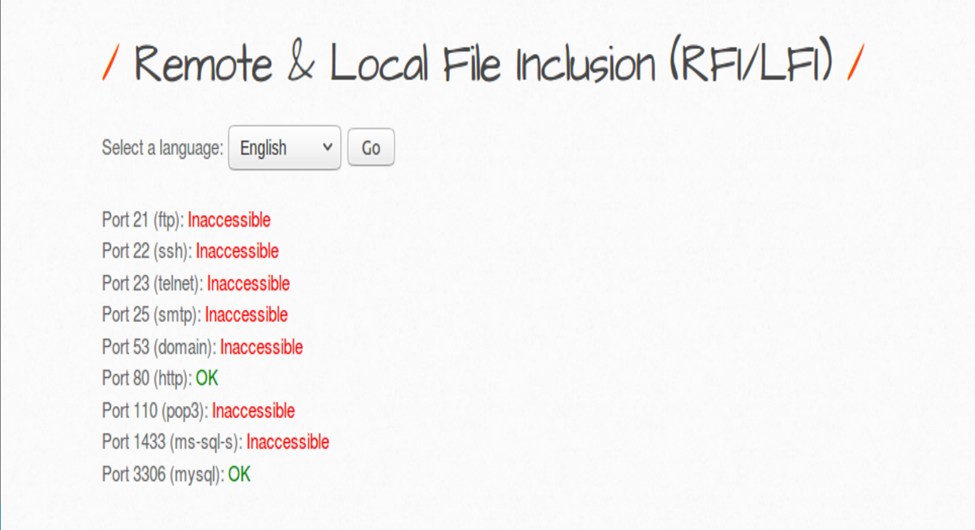 / Remote & Local File Inclusion (RFI/LFI) /
Select a language: English Go
Port 21 (ftp): Inaccessible
Port 22 (ssh): Inaccessible
Port 23 (telnet): Inaccessible
Port 25 (smtp): Inaccessible
Port 53 (domain): Inaccessible
Port 80 (http): OK
Port 110 (pop3): Inaccessible
Port 1433 (ms-sql-s): Inaccessible
Port 3306 (mysql): OK